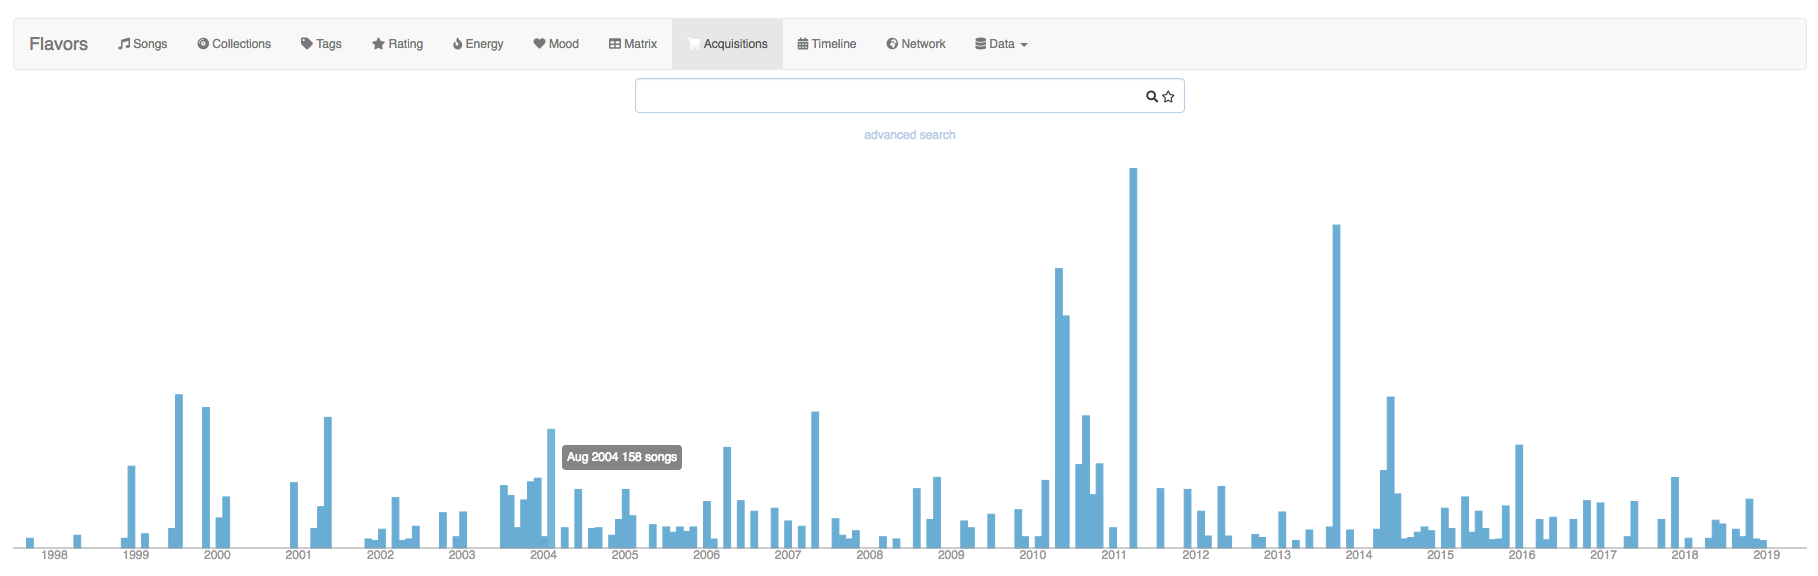 Flavors Songs Collections Tags Rating Energy Mood Matrix Acquisitions Timeline Network Data
advanced search
Aug 2004 158 songs
1998 1999 2000 2001 2002 2003 2004 2005 2006 2007 2008 2009 2010 2011 2012 2013 2014 2015 2016 2017 2018 2019